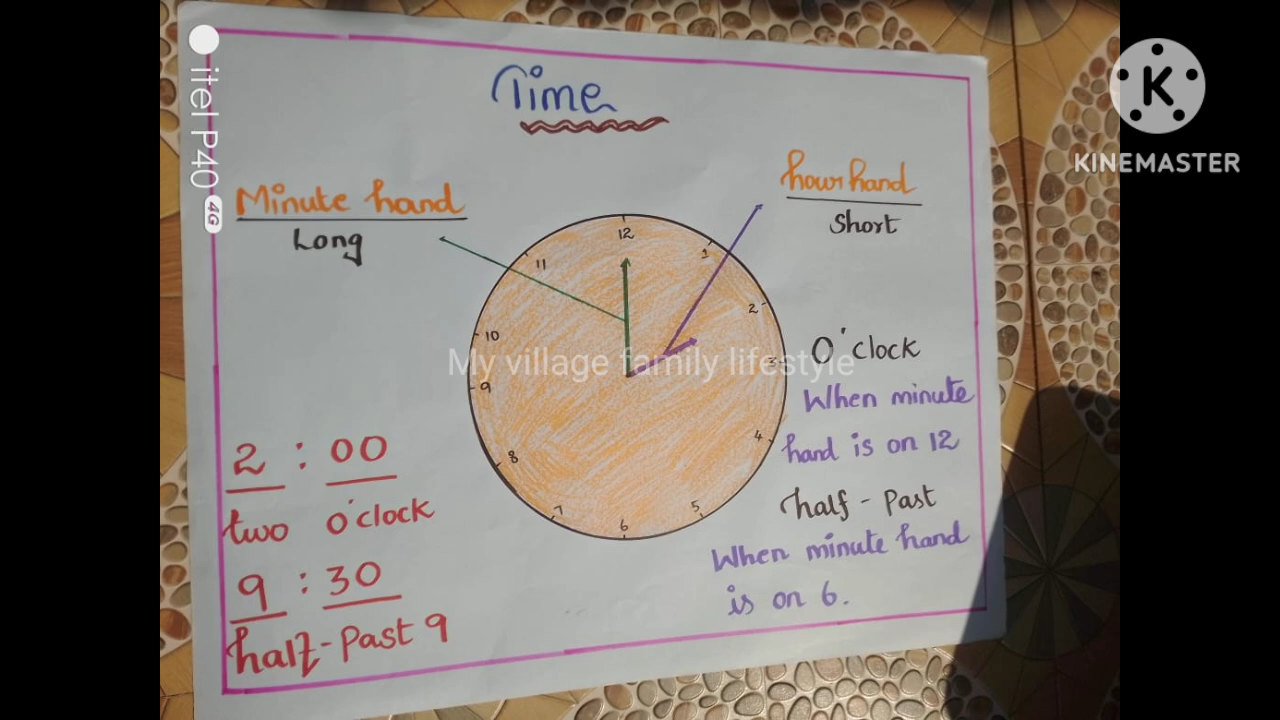 Time
Minute hand
Long
hour hand
Short
12
1
2
3
4
5
6
7
8
9
10
11
O'clock
When minute
hand is on 12
half - Past
When minute hand
is on 6.
2 : 00
two o'clock
9 : 30
half - Past 9
My village family lifestyle
itel P40 4G
K
KINEMASTER